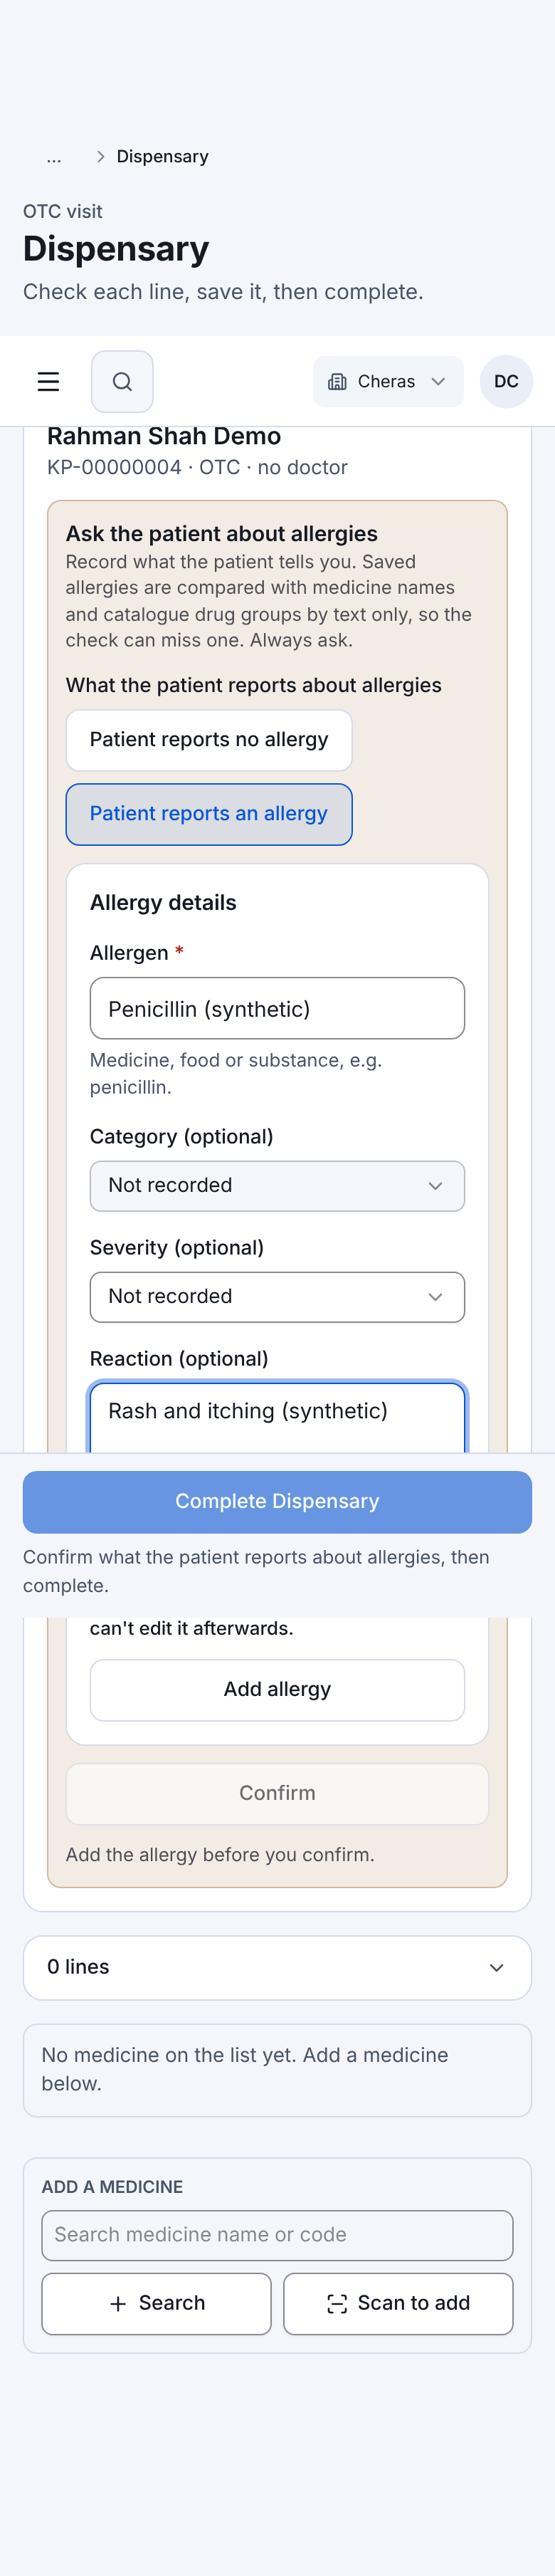 ...
Dispensary
OTC visit
Dispensary
Check each line, save it, then complete.
Cheras
DC
Rahman Shah Demo
KP-00000004 · OTC · no doctor
Ask the patient about allergies
Record what the patient tells you. Saved
allergies are compared with medicine names
and catalogue drug groups by text only, so the
check can miss one. Always ask.
What the patient reports about allergies
Patient reports no allergy
Patient reports an allergy
Allergy details
Allergen *
Penicillin (synthetic)
Medicine, food or substance, e.g.
penicillin.
Category (optional)
Not recorded
Severity (optional)
Not recorded
Reaction (optional)
Rash and itching (synthetic)
Complete Dispensary
Confirm what the patient reports about allergies, then
complete.
can't edit it afterwards.
Add allergy
Confirm
Add the allergy before you confirm.
0 lines
No medicine on the list yet. Add a medicine
below.
ADD A MEDICINE
Search medicine name or code
Search
Scan to add